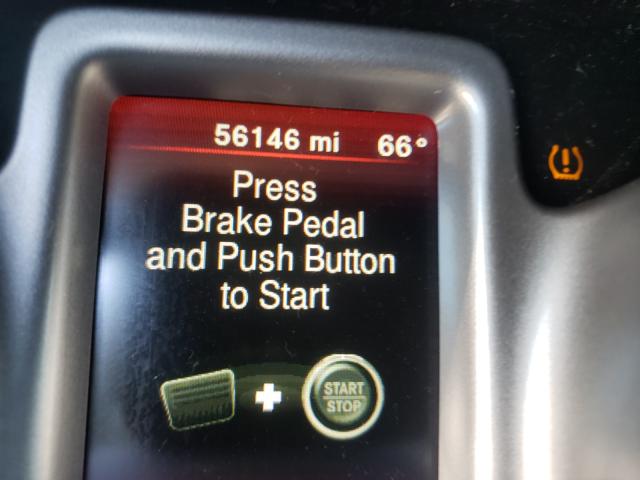 56146 mi 66°
Press
Brake Pedal
and Push Button
to Start
START
STOP